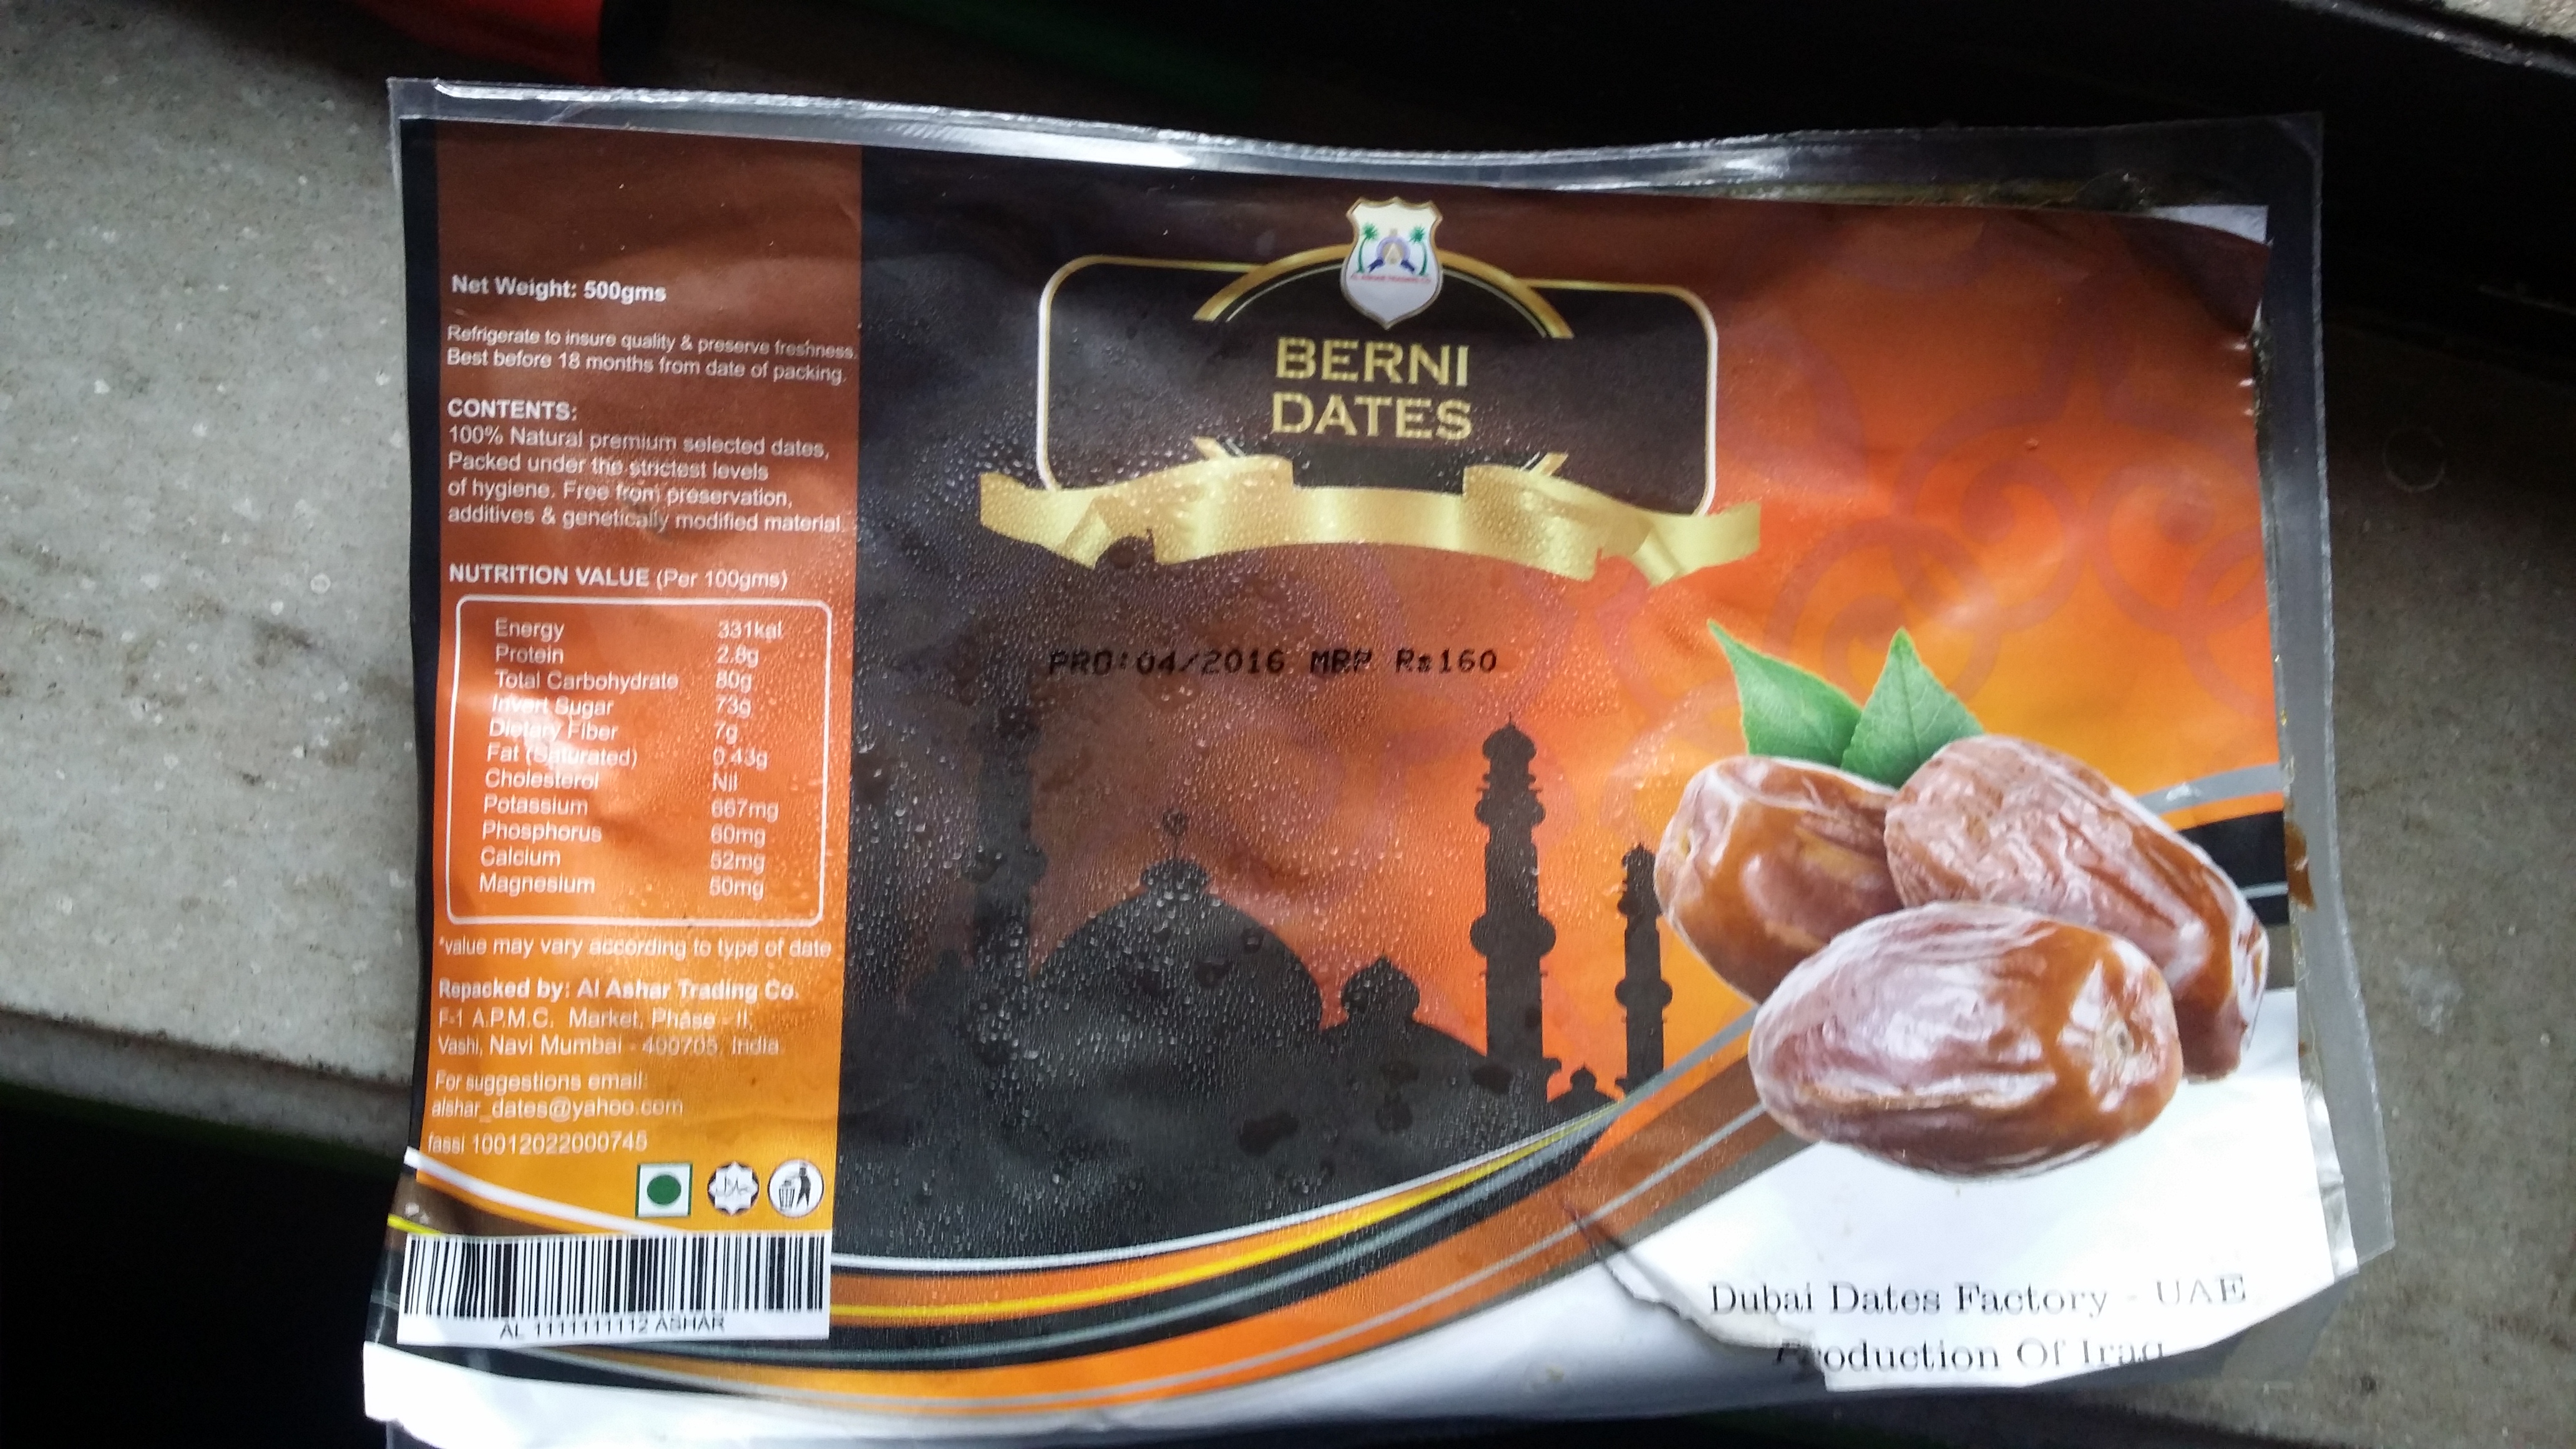 Net Weight: 500gms
Refrigerate to insure quality & preserve freshness.
Best before 18 months from date of packing.
CONTENTS:
100% Natural premium selected dates,
Packed under the strictest levels
of hygiene. Free from preservation,
additives & genetically modified material.
NUTRITION VALUE (Per 100gms)
Energy 331kal
Protein 2.8g
Total Carbohydrate 80g
Invert Sugar 73g
Dietary Fiber 7g
Fat (Saturated) 0.43g
Cholesterol Nil
Potassium 667mg
Phosphorus 60mg
Calcium 52mg
Magnesium 50mg
*value may vary according to type of date
Repacked by: Al Ashar Trading Co.
F-1 A.P.M.C. Market, Phase - II,
Vashi, Navi Mumbai - 400705. India.
For suggestions email:
alshar_dates@yahoo.com
fassi 10012022000745
AL 1111111112 ASHAR
BERNI
DATES
PRO:04/2016 MRP Rs160
Dubai Dates Factory - UAE
Production Of Iraq